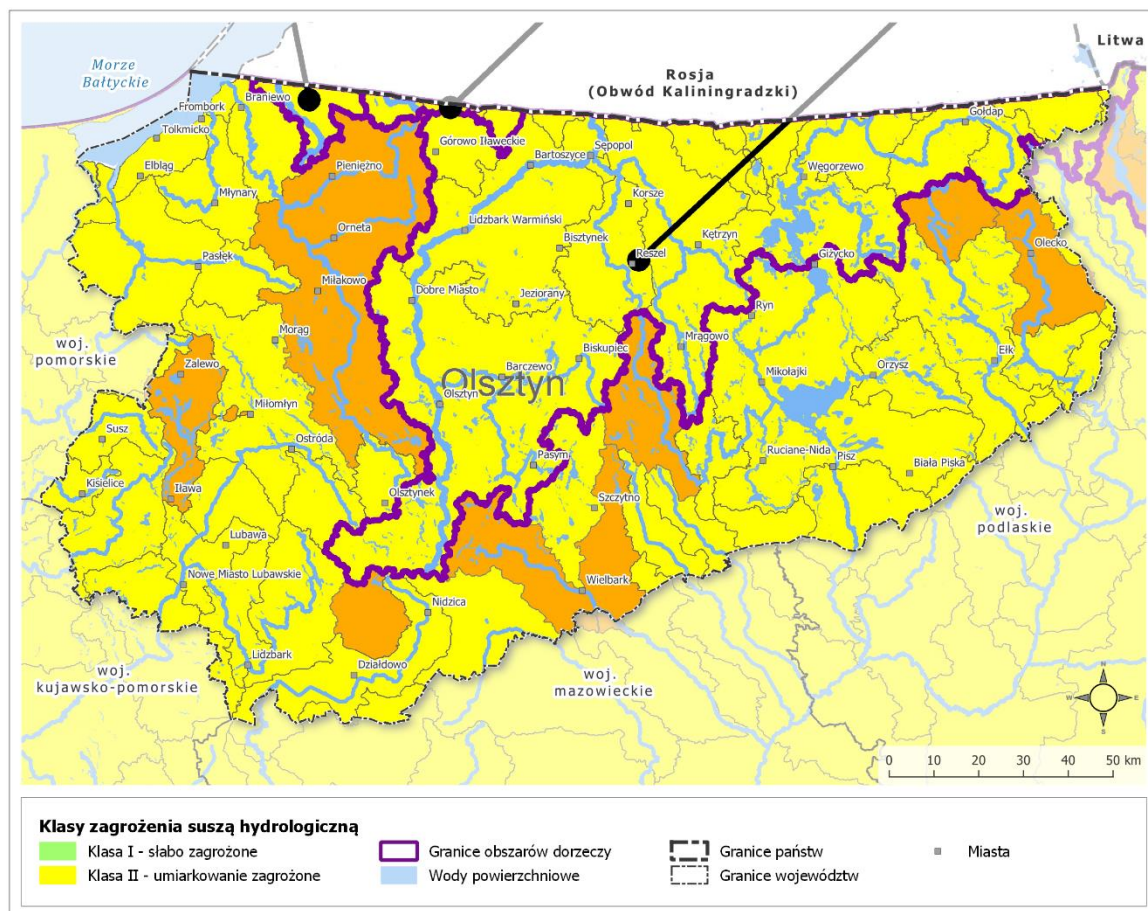 Morze
Bałtyckie
Litwa
Rosja
(Obwód Kaliningradzki)
Braniewo
Frombork
Tolkmicko
Gołdap
Elbląg
Pieniężno
Górowo Iławeckie
Bartoszyce
Sępopol
Węgorzewo
Młynary
Korsze
Orneta
Lidzbark Warmiński
Bisztynek
Kętrzyn
Olecko
Pasłęk
Reszel
Giżycko
Miłakowo
Dobre Miasto
Jeziorany
Ryn
woj.
pomorskie
Morąg
Mrągowo
Zalewo
Biskupiec
Ełk
Barczewo
Orzysz
Olsztyn
Mikołajki
Olsztyn
Miłomłyn
Susz
Ostróda
Pasym
Ruciane-Nida
Pisz
Biała Piska
Kisielice
Iława
Olsztynek
Szczytno
woj.
podlaskie
Lubawa
Nowe Miasto Lubawskie
Wielbark
Nidzica
Lidzbark
Działdowo
woj.
kujawsko-pomorskie
woj.
mazowieckie
N
W E
S
0 10 20 30 40 50 km
Klasy zagrożenia suszą hydrologiczną
Klasa I - słabo zagrożone
Klasa II - umiarkowanie zagrożone
Granice obszarów dorzeczy
Wody powierzchniowe
Granice państw
Granice województw
Miasta